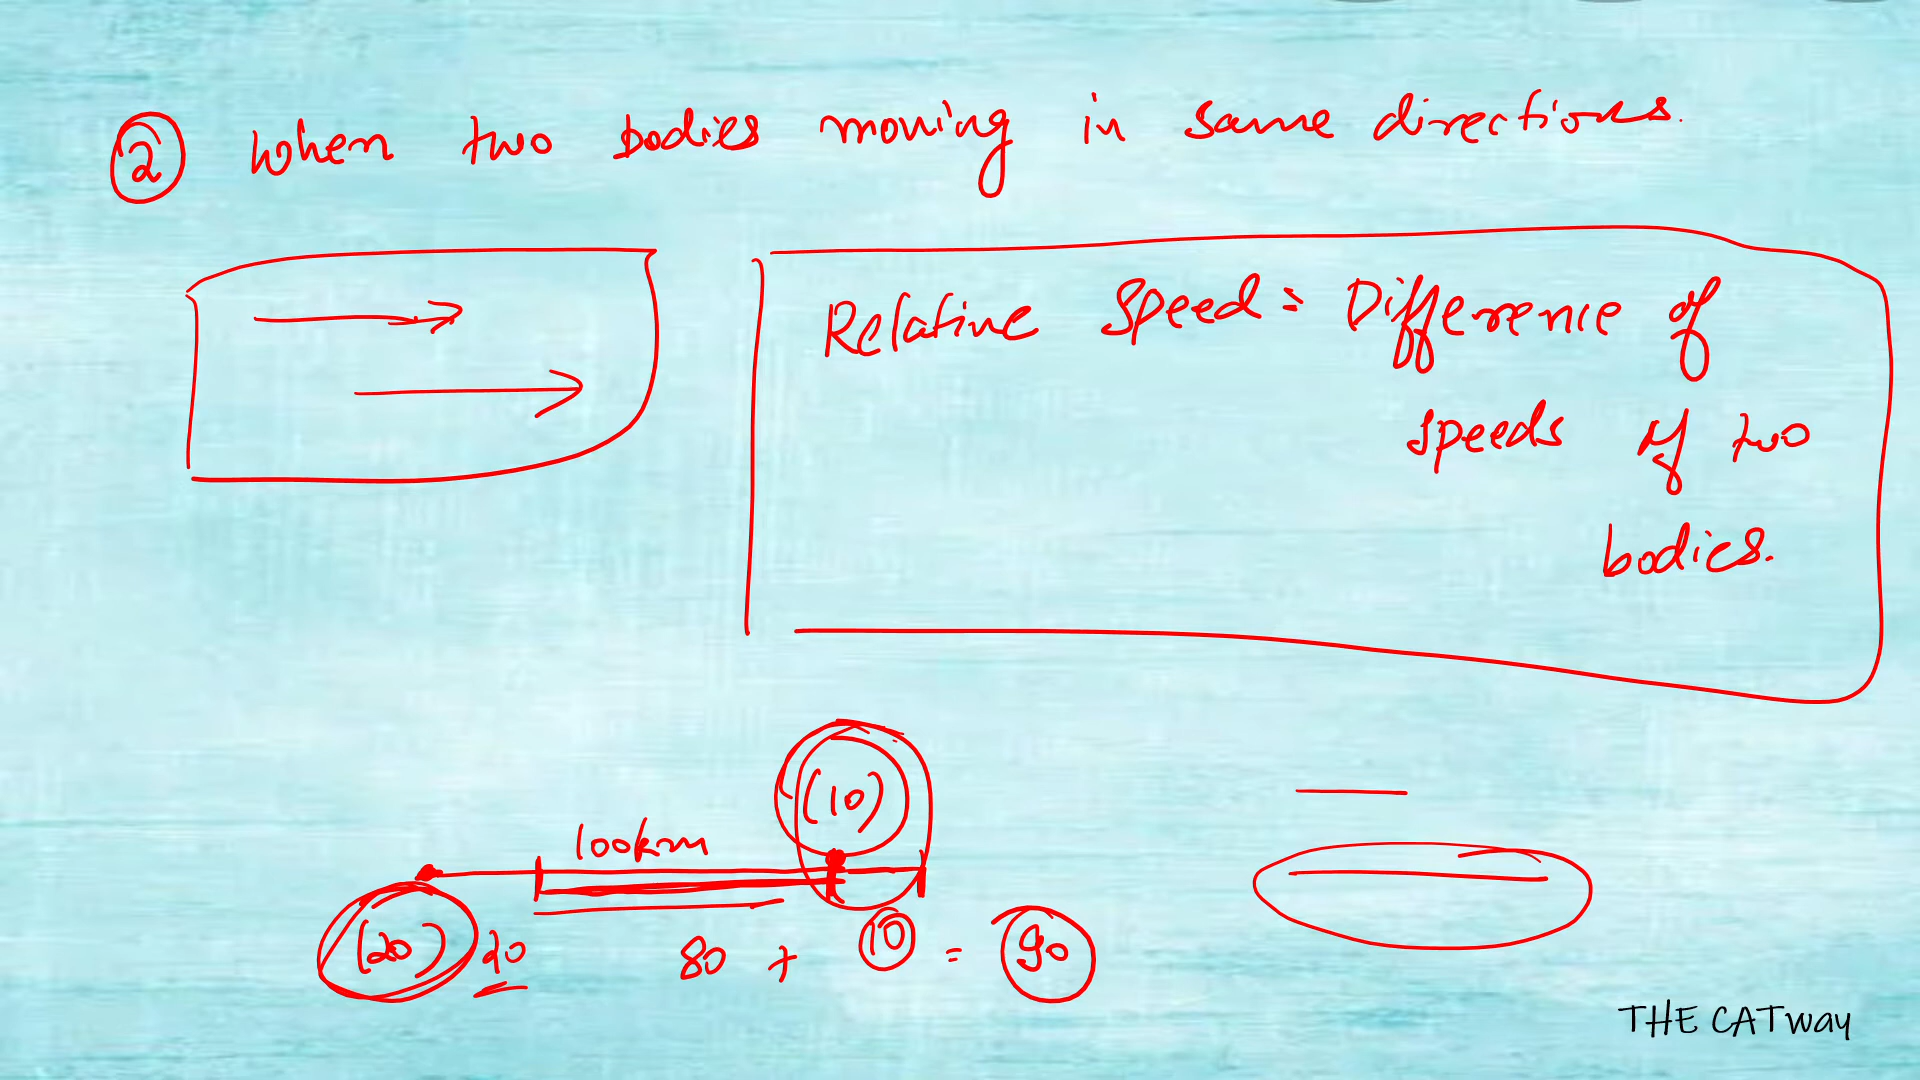 ② When two bodies moving in same directions.
Relative Speed = Difference of
speeds of two
bodies.
(10)
100km
(20) 20 80 + 10 = 90
THE CATway